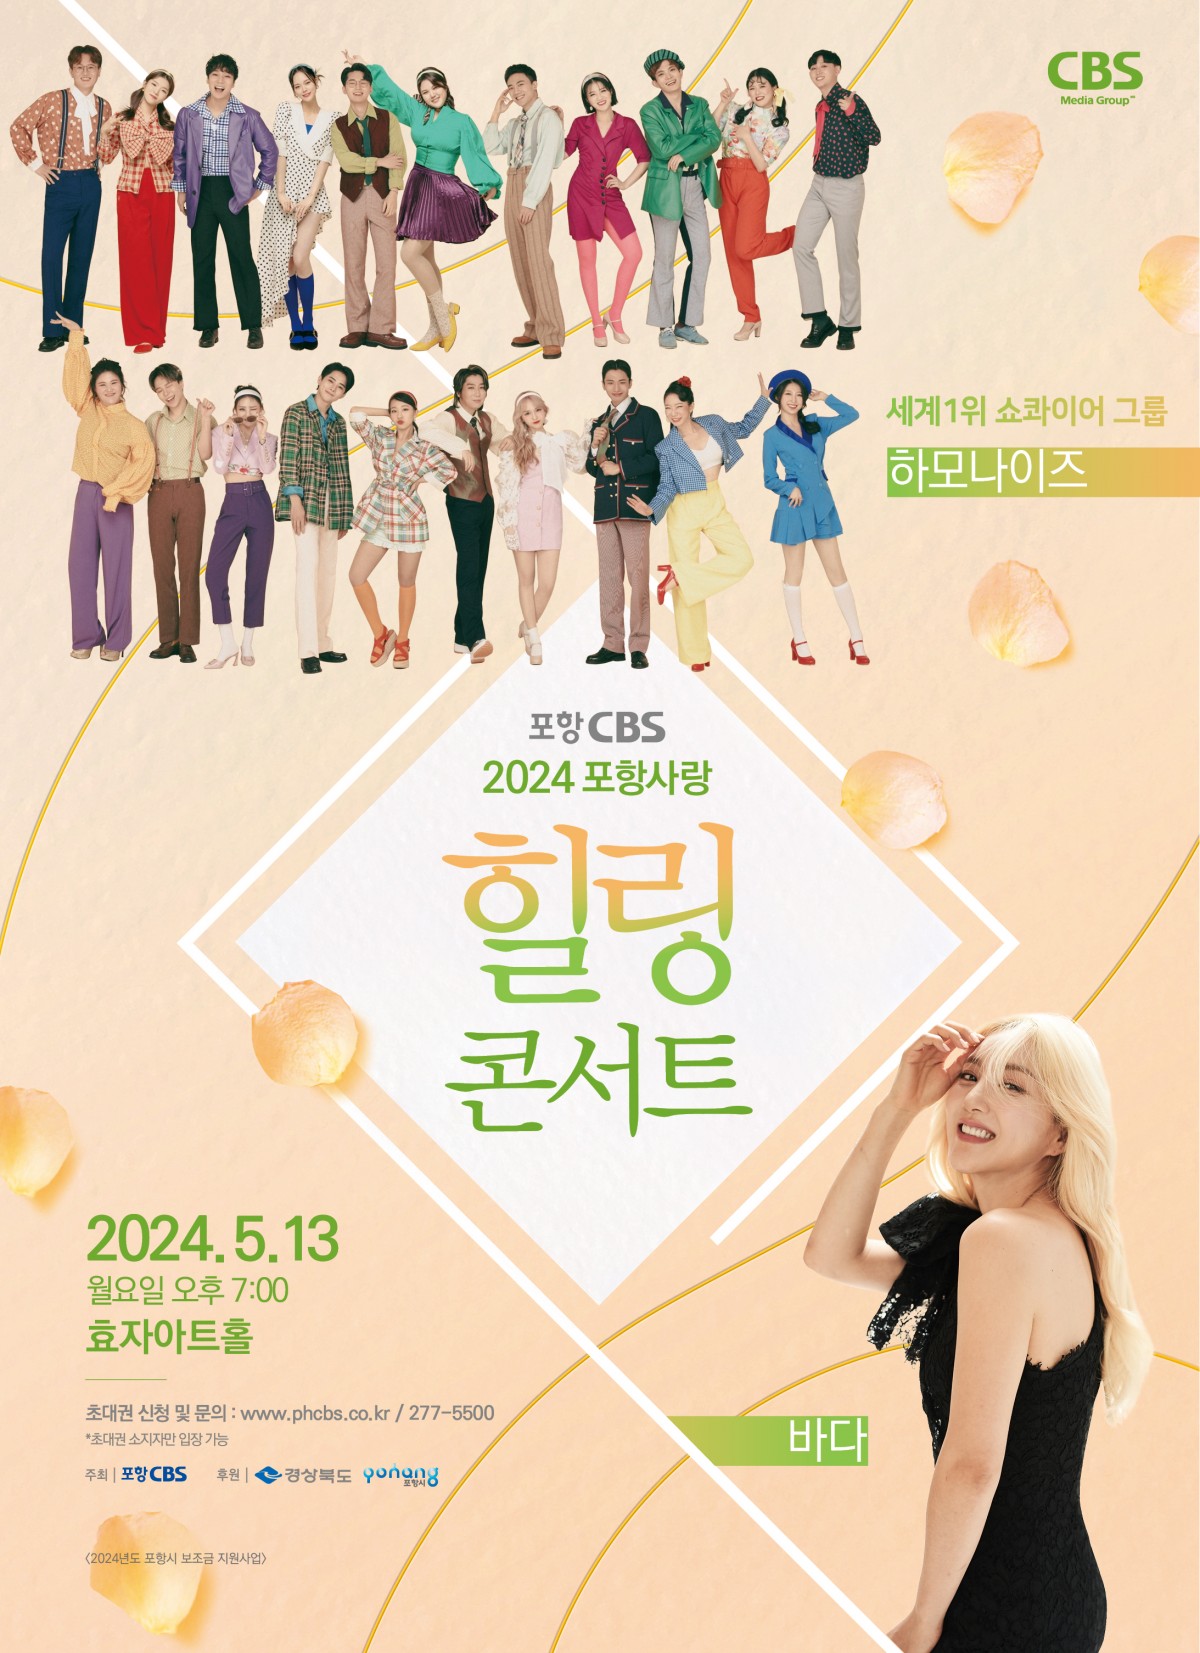 CBS
Media Group™
세계1위 쇼콰이어 그룹
하모나이즈
포항CBS
2024 포항사랑
힐링
콘서트
2024. 5. 13
월요일 오후 7:00
효자아트홀
초대권 신청 및 문의 : www.phcbs.co.kr / 277-5500
*초대권 소지자만 입장 가능
주최 | 포항CBS 후원 | 경상북도 pohang 포항시
바다
〈2024년도 포항시 보조금 지원사업〉